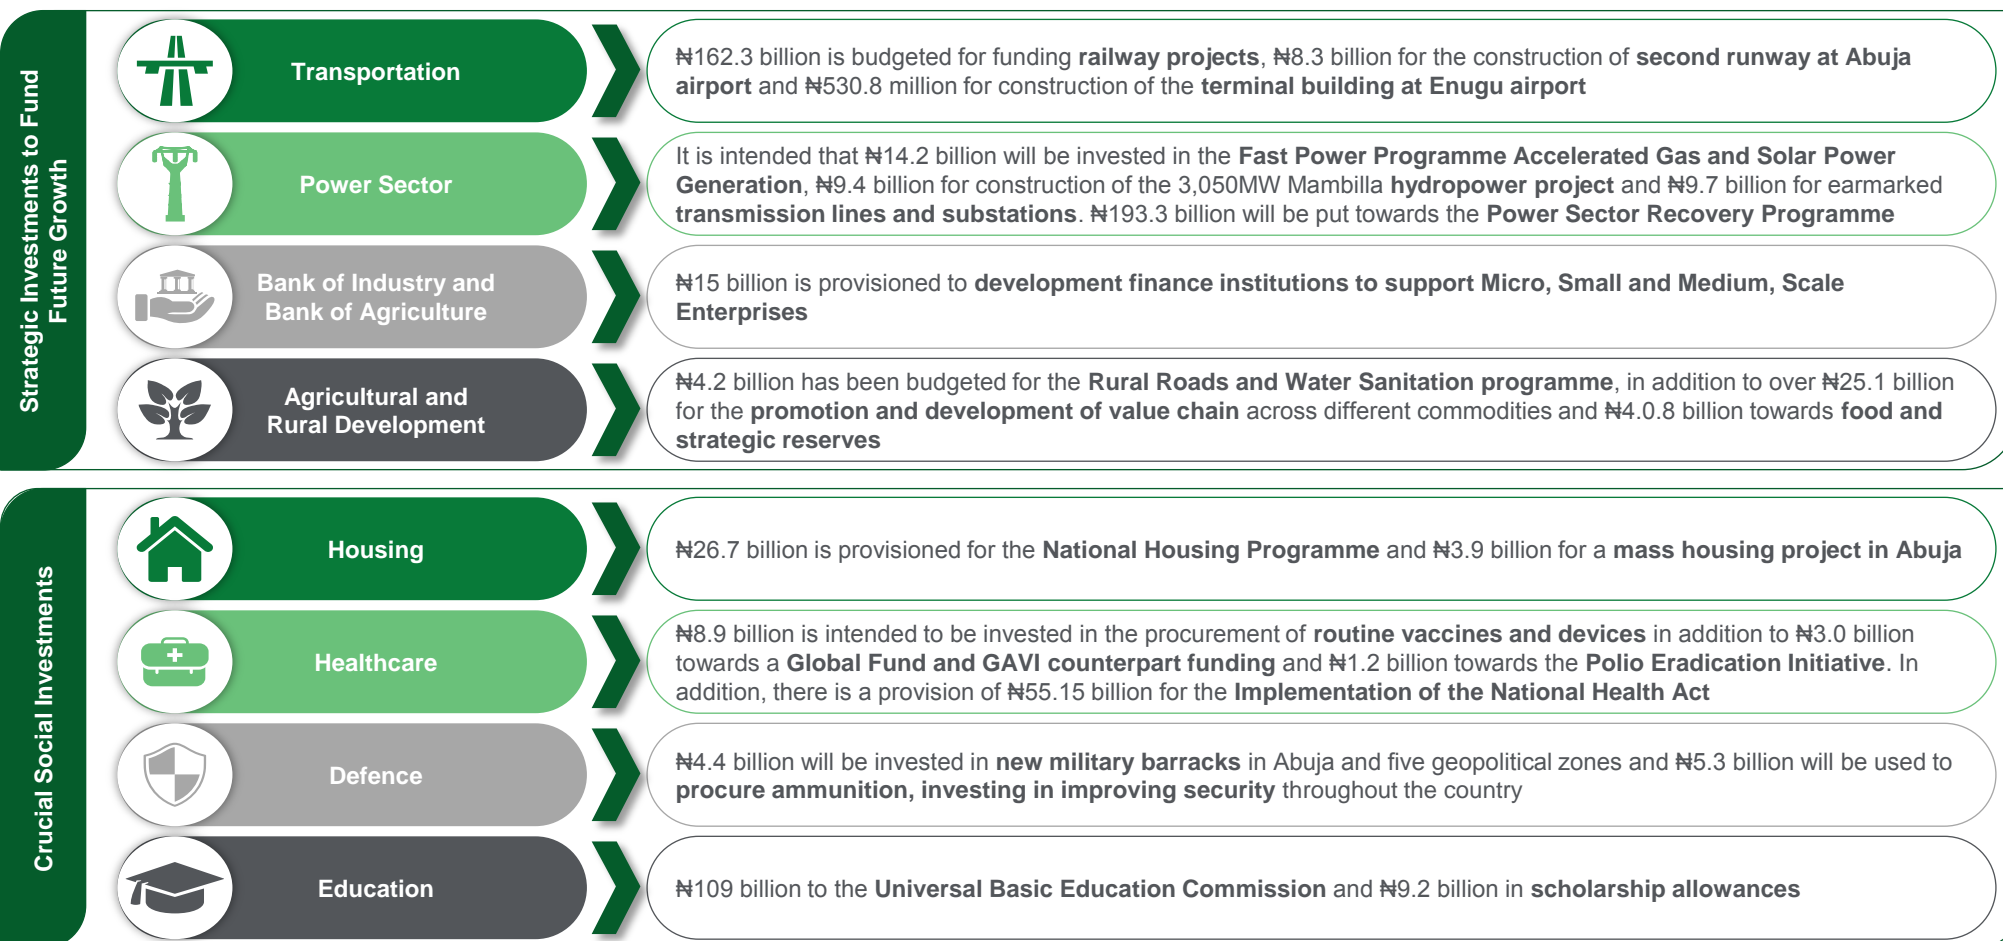 Strategic Investments to Fund
Future Growth
Transportation
₦162.3 billion is budgeted for funding railway projects, ₦8.3 billion for the construction of second runway at Abuja
airport and ₦530.8 million for construction of the terminal building at Enugu airport
Power Sector
It is intended that ₦14.2 billion will be invested in the Fast Power Programme Accelerated Gas and Solar Power
Generation, ₦9.4 billion for construction of the 3,050MW Mambilla hydropower project and ₦9.7 billion for earmarked
transmission lines and substations. ₦193.3 billion will be put towards the Power Sector Recovery Programme
Bank of Industry and
Bank of Agriculture
₦15 billion is provisioned to development finance institutions to support Micro, Small and Medium, Scale
Enterprises
Agricultural and
Rural Development
₦4.2 billion has been budgeted for the Rural Roads and Water Sanitation programme, in addition to over ₦25.1 billion
for the promotion and development of value chain across different commodities and ₦4.0.8 billion towards food and
strategic reserves
Crucial Social Investments
Housing
₦26.7 billion is provisioned for the National Housing Programme and ₦3.9 billion for a mass housing project in Abuja
Healthcare
₦8.9 billion is intended to be invested in the procurement of routine vaccines and devices in addition to ₦3.0 billion
towards a Global Fund and GAVI counterpart funding and ₦1.2 billion towards the Polio Eradication Initiative. In
addition, there is a provision of ₦55.15 billion for the Implementation of the National Health Act
Defence
₦4.4 billion will be invested in new military barracks in Abuja and five geopolitical zones and ₦5.3 billion will be used to
procure ammunition, investing in improving security throughout the country
Education
₦109 billion to the Universal Basic Education Commission and ₦9.2 billion in scholarship allowances